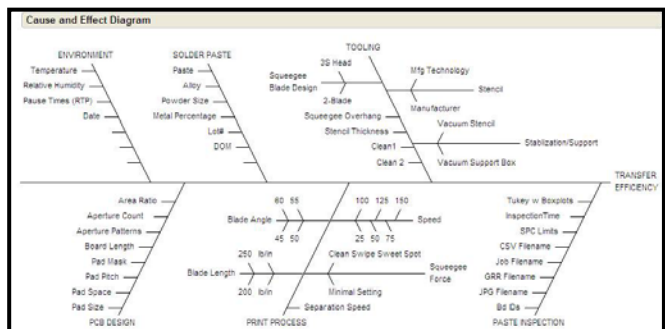 Cause and Effect Diagram
ENVIRONMENT
Temperature
Relative Humidity
Pause Times (RTP)
Date
SOLDER PASTE
Paste
Alloy
Powder Size
Metal Percentage
Lot#
DOM
TOOLING
3S Head
Squeegee
Blade Design
2-Blade
Squeegee Overhang
Stencil Thickness
Clean1
Clean 2
Mfg Technology
Stencil
Manufacturer
Vacuum Stencil
Stablization/Support
Vacuum Support Box
TRANSFER
EFFICIENCY
Area Ratio
Aperture Count
Aperture Patterns
Board Length
Pad Mask
Pad Pitch
Pad Space
Pad Size
PCB DESIGN
60 55
Blade Angle
45 50
100 125 150
Speed
25 50 75
250 lb/in
Blade Length
200 lb/in
Clean Swipe Sweet Spot
Squeegee
Force
Minimal Setting
Separation Speed
PRINT PROCESS
Tukey w Boxplots
InspectionTime
SPC Limits
CSV Filename
Job Filename
GRR Filename
JPG Filename
Bd IDs
PASTE INSPECTION